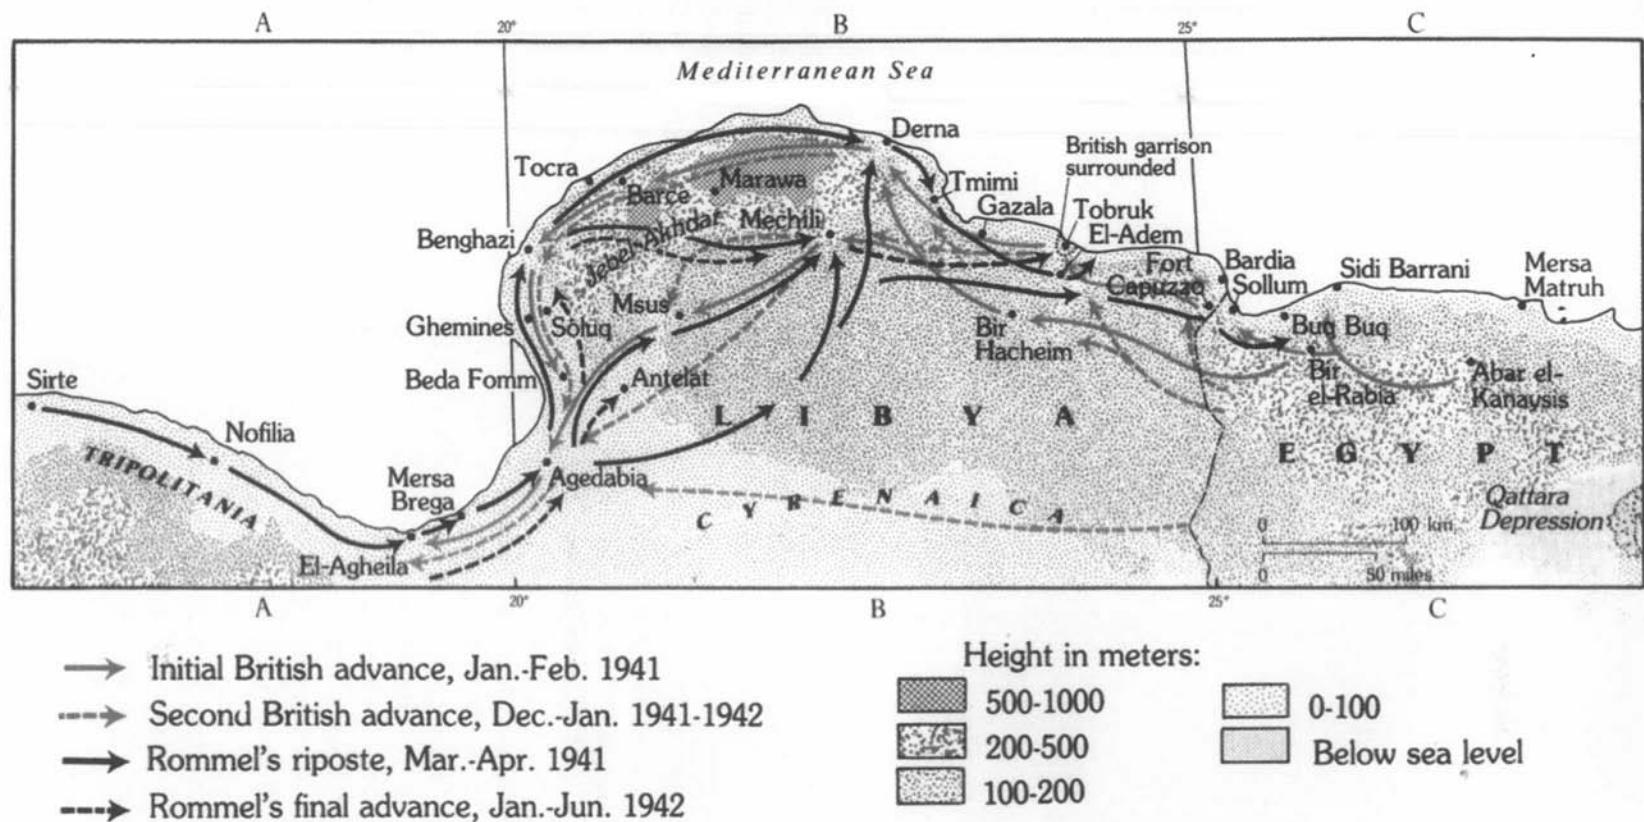 A
20°
B
25°
C
Mediterranean Sea
Derna
British garrison
surrounded
Tocra
Barce
Marawa
Tmimi
Gazala
Benghazi
Jebel-Akhdar
Mechili
Tobruk
El-Adem
Fort
Capuzzo
Bardia
Sollum
Sidi Barrani
Mersa
Matruh
Ghemines
Soluq
Msus
Bir
Hacheim
Buq Buq
Bir
el-Rabia
Abar el-
Kanaysis
Beda Fomm
Antelat
Sirte
Nofilia
TRIPOLITANIA
Mersa
Brega
Agedabia
El-Agheila
LIBYA
EGYPT
CYRENAICA
Qattara
Depression
0 100 km
0 50 miles
A
20°
B
25°
C
Initial British advance, Jan.-Feb. 1941
Second British advance, Dec.-Jan. 1941-1942
Rommel's riposte, Mar.-Apr. 1941
Rommel's final advance, Jan.-Jun. 1942
Height in meters:
500-1000
200-500
100-200
0-100
Below sea level